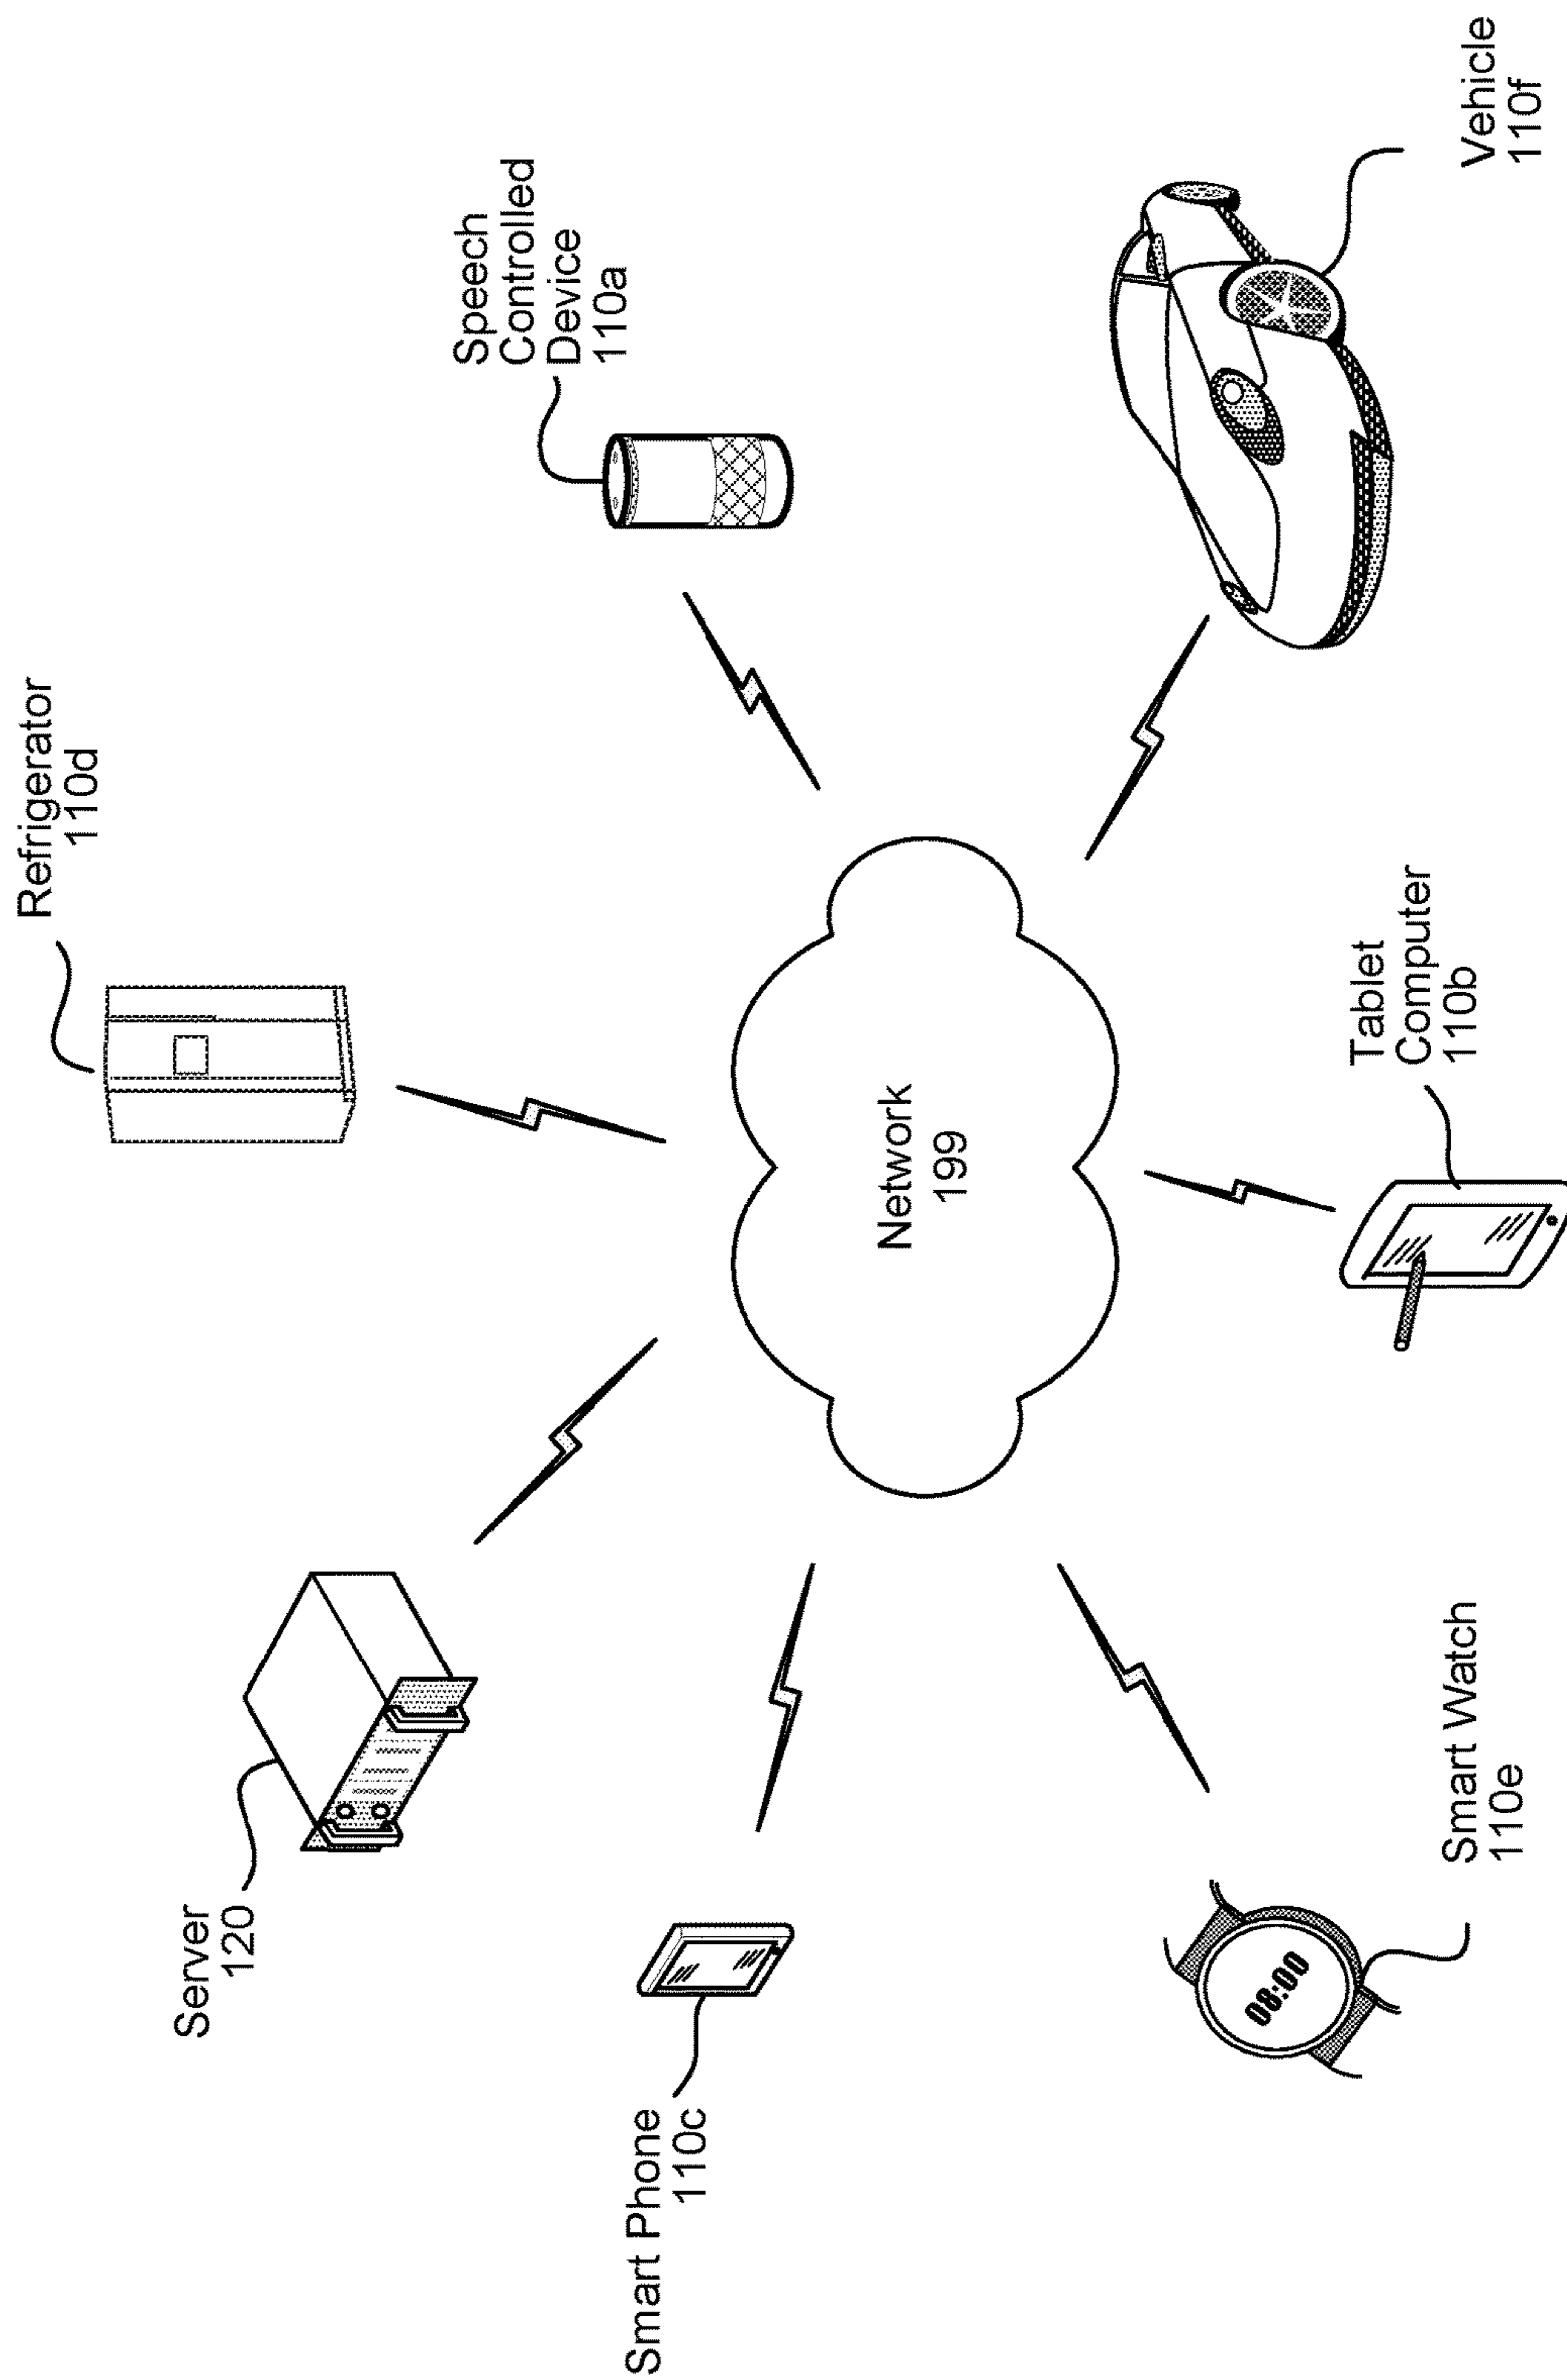 Refrigerator
110d
Server
120
Speech
Controlled
Device
110a
Smart Phone
110c
Network
199
08:00
Tablet
Computer
110b
Smart Watch
110e
Vehicle
110f